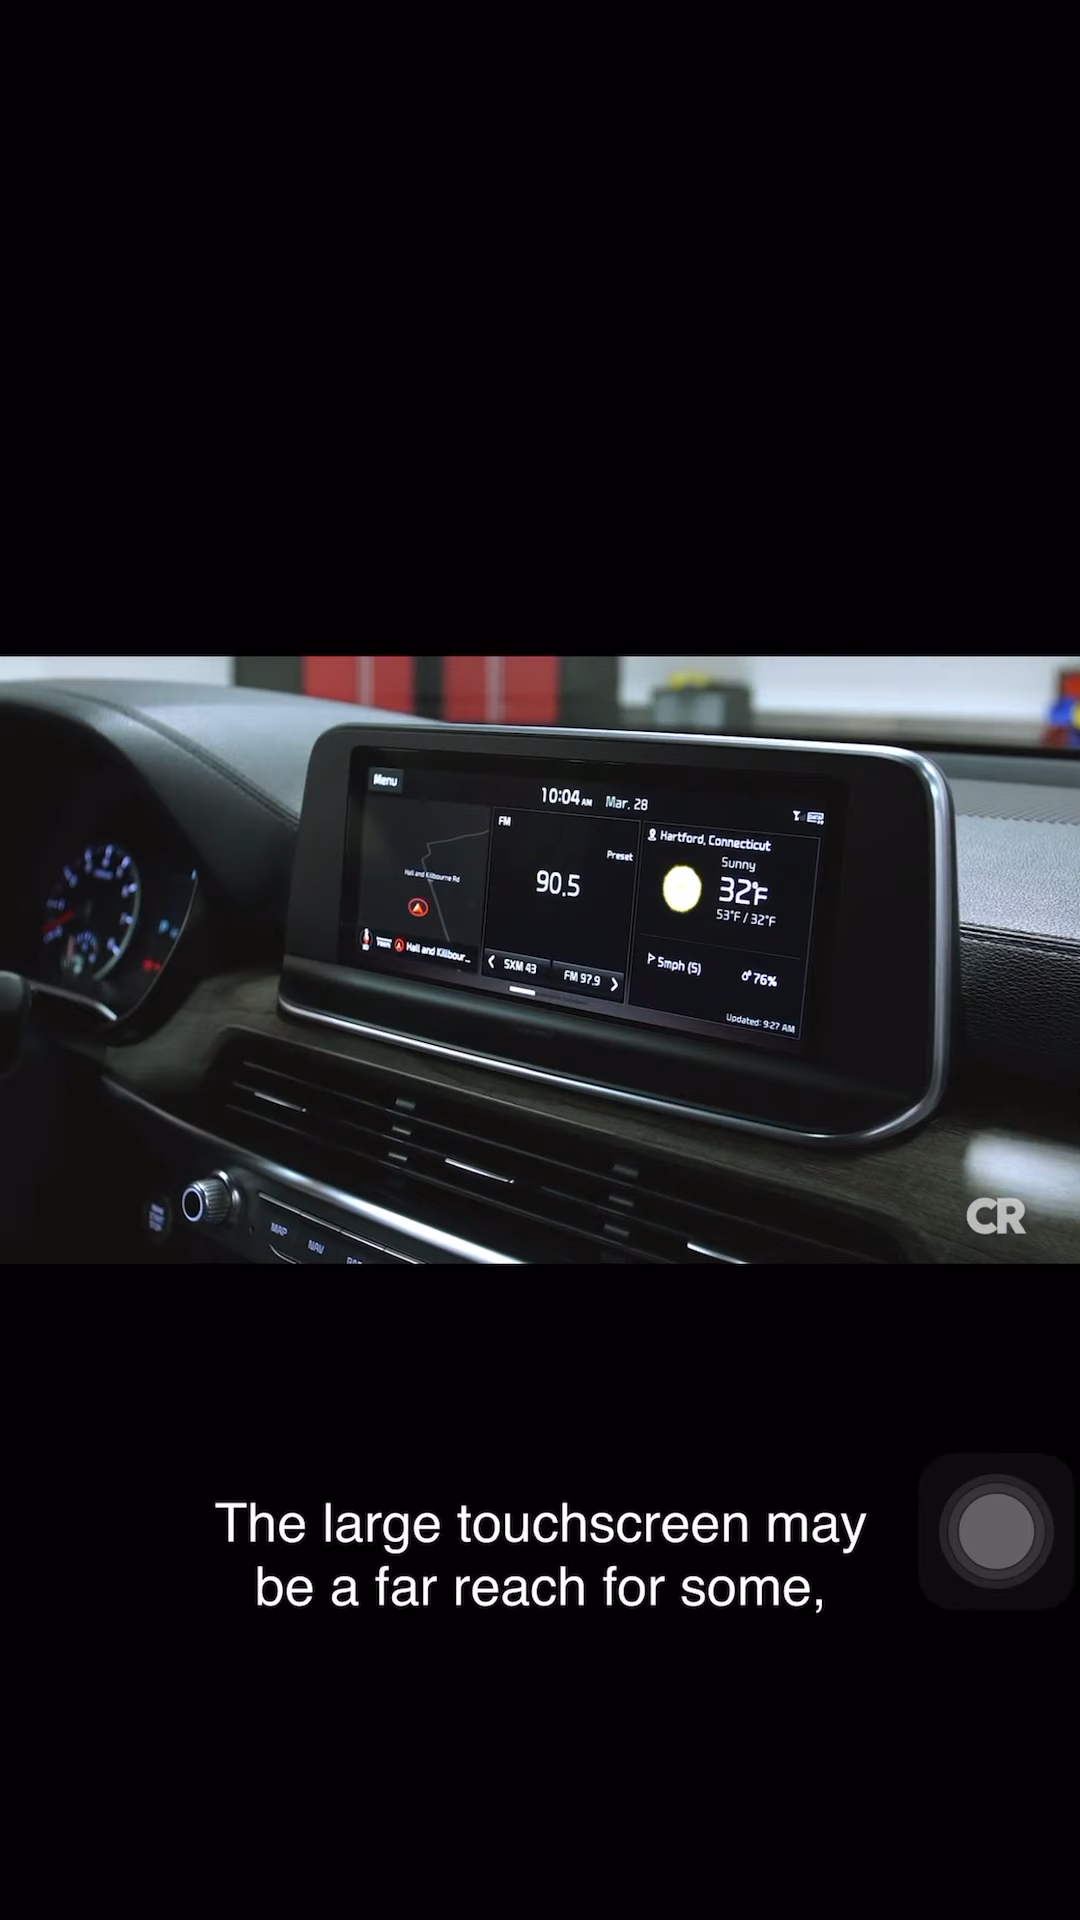 Menu
10:04 AM Mar. 28
Hall and Killbourne Rd
Hall and Killbour...
FM
Preset
90.5
SXM 43
FM 97.9
Hartford, Connecticut
Sunny
32°F
53°F / 32°F
5mph (S)
76%
Updated: 9:27 AM
MAP
NAV
CR
The large touchscreen may
be a far reach for some,